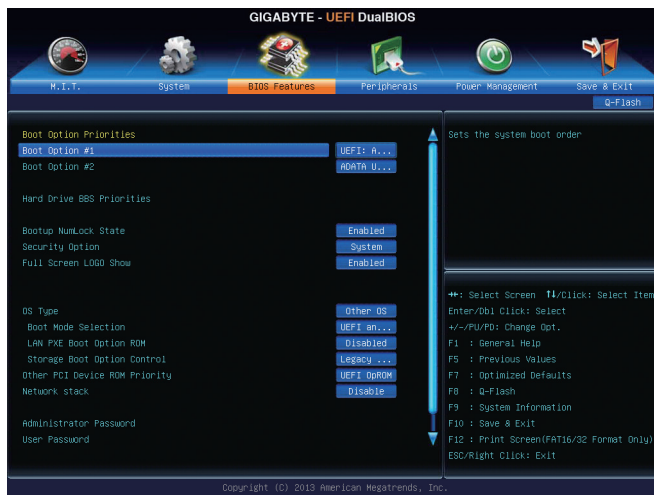 GIGABYTE - UEFI DualBIOS
M.I.T.
System
BIOS Features
Peripherals
Power Management
Save & Exit
Q-Flash
Boot Option Priorities
Boot Option #1 UEFI: A...
Boot Option #2 ADATA U...
Hard Drive BBS Priorities
Bootup NumLock State Enabled
Security Option System
Full Screen LOGO Show Enabled
OS Type Other OS
Boot Mode Selection UEFI an...
LAN PXE Boot Option ROM Disabled
Storage Boot Option Control Legacy ...
Other PCI Device ROM Priority UEFI OpROM
Network stack Disable
Administrator Password
User Password
Sets the system boot order
→←: Select Screen ↑↓/Click: Select Item
Enter/Dbl Click: Select
+/-/PU/PD: Change Opt.
F1 : General Help
F5 : Previous Values
F7 : Optimized Defaults
F8 : Q-Flash
F9 : System Information
F10 : Save & Exit
F12 : Print Screen(FAT16/32 Format Only)
ESC/Right Click: Exit
Copyright (C) 2013 American Megatrends, Inc.